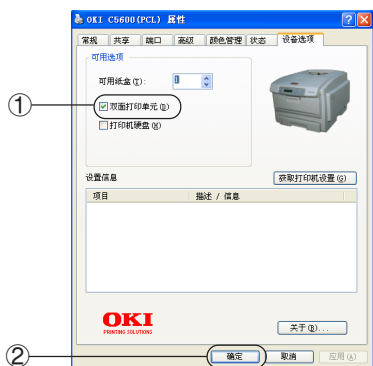 OKI C5600(PCL) 属性
常规 共享 端口 高级 颜色管理 状态 设备选项
可用选项
可用纸盒(T): 1
① 双面打印单元(D)
打印机硬盘(H)
设置信息 获取打印机设置(G)
项目 描述 / 信息
OKI
PRINTING SOLUTIONS
关于(B)...
② 确定 取消 应用(A)